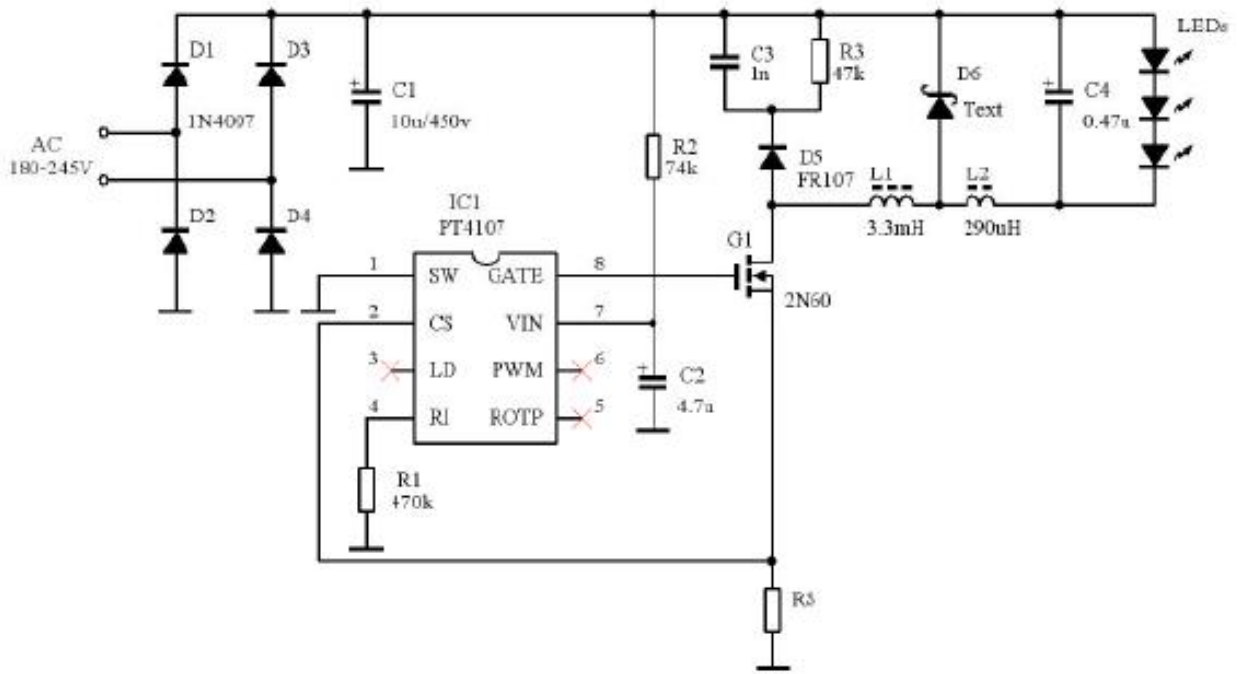 D1
D3
1N4007
AC
180-245V
D2
D4
C1
10u/450v
R2
74k
C3
1n
R3
47k
D5
FR107
D6
Text
C4
0.47u
LEDs
L1
3.3mH
L2
290uH
IC1
PT4107
1
SW
GATE
8
2
CS
VIN
7
3
LD
PWM
6
4
RI
ROTP
5
G1
2N60
C2
4.7u
R1
470k